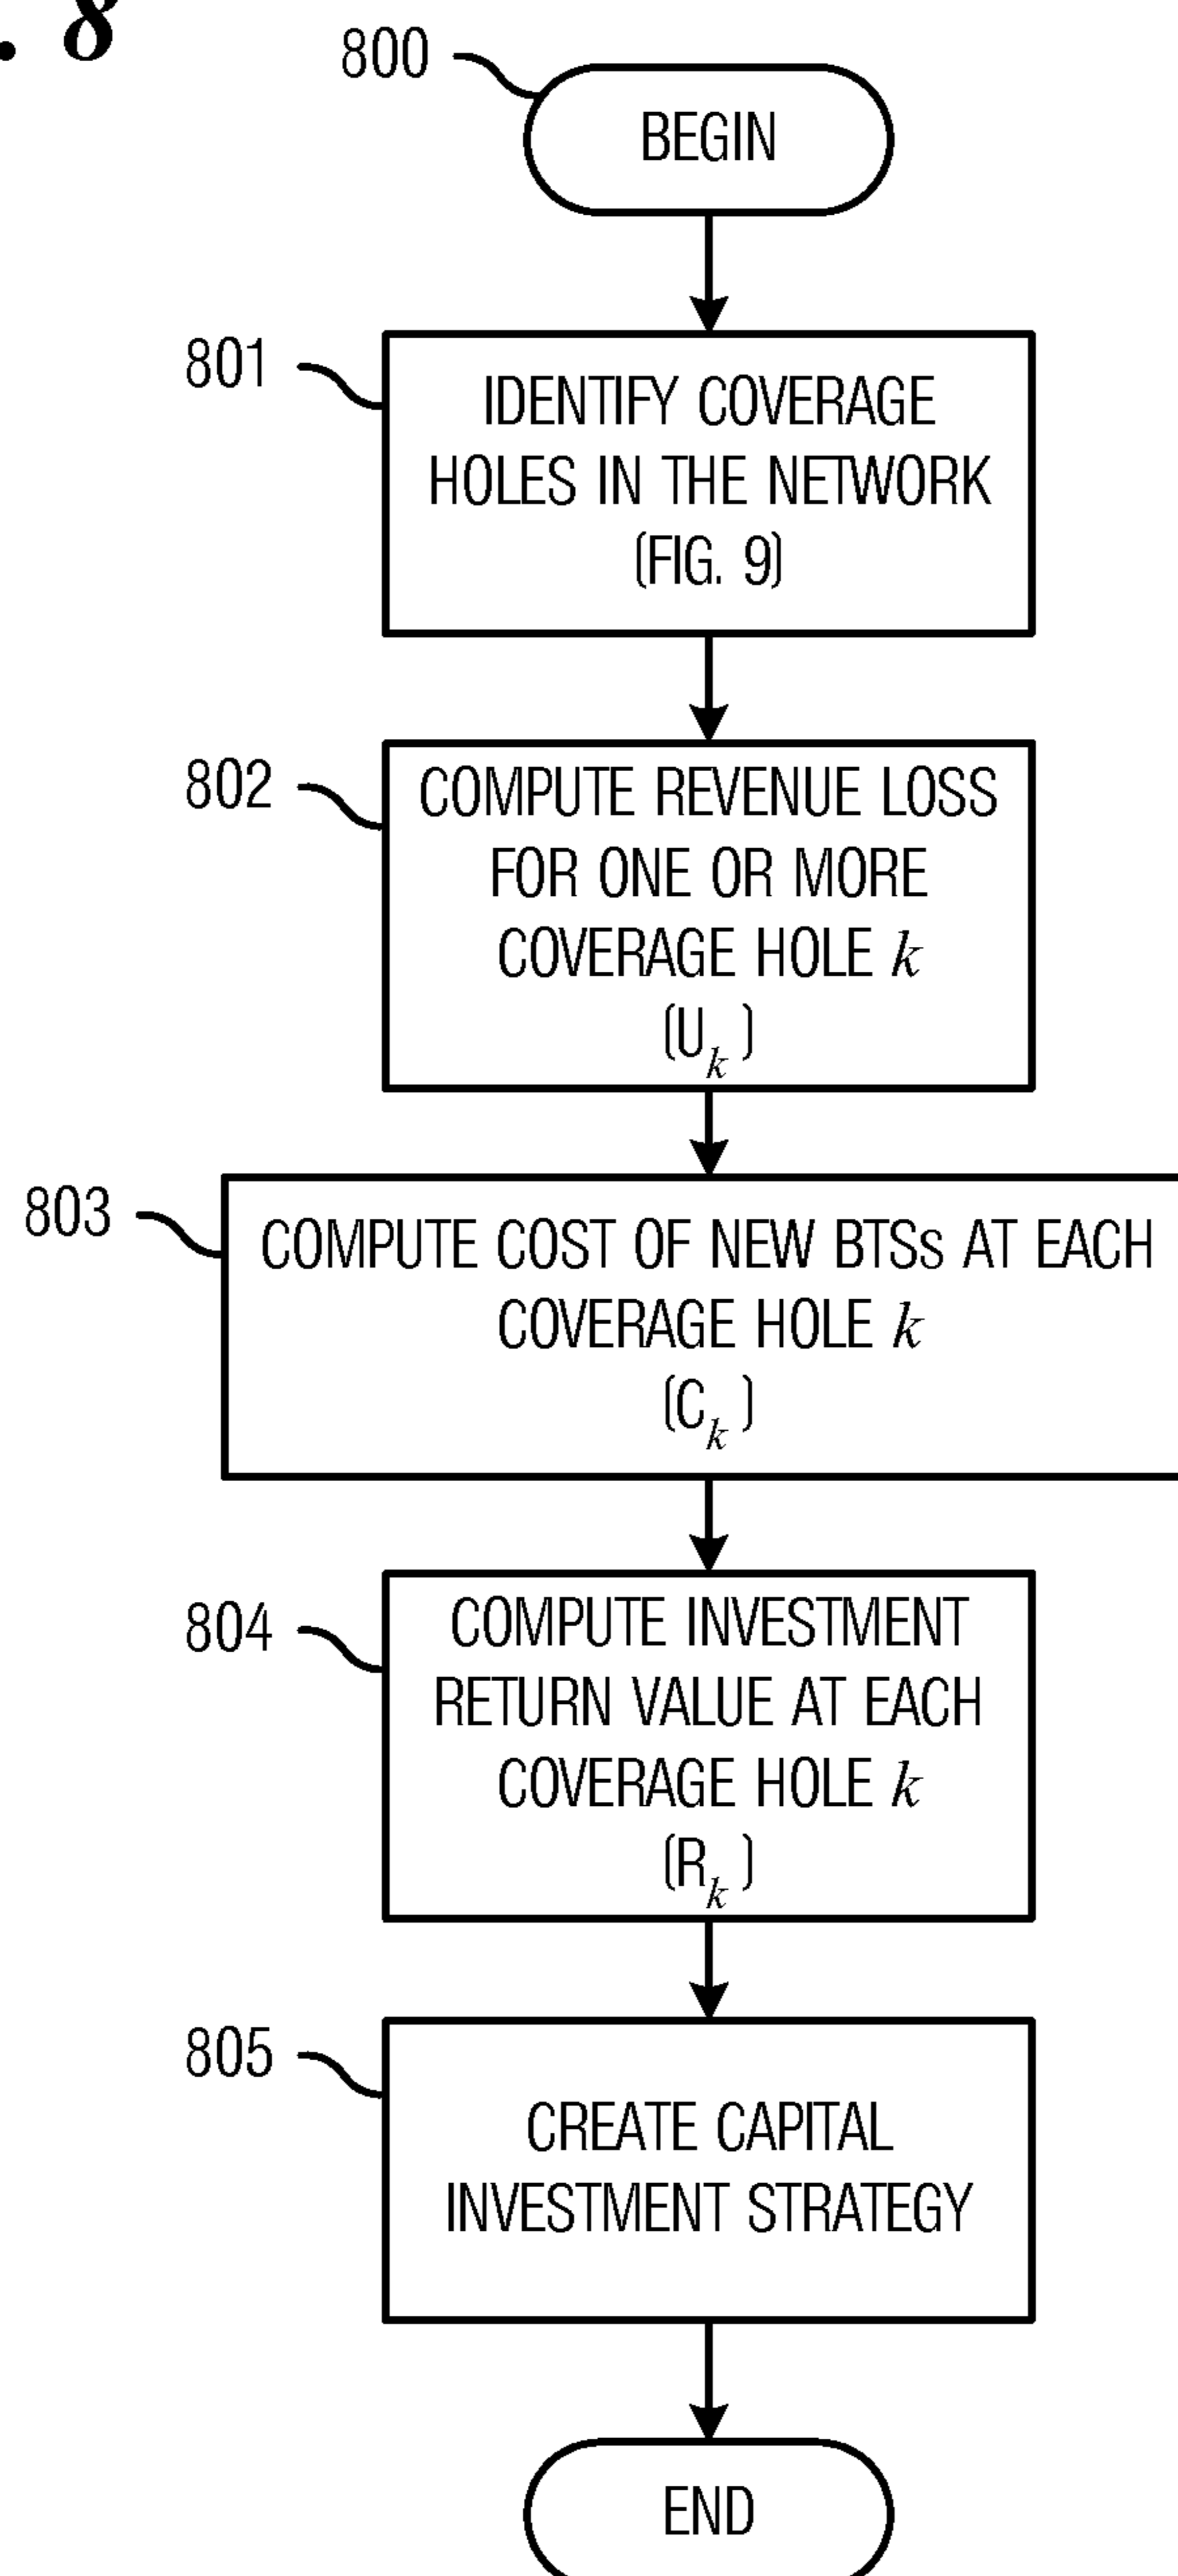 . 8
800
BEGIN
801
IDENTIFY COVERAGE
HOLES IN THE NETWORK
(FIG. 9)
802
COMPUTE REVENUE LOSS
FOR ONE OR MORE
COVERAGE HOLE k
(Uk)
803
COMPUTE COST OF NEW BTSs AT EACH
COVERAGE HOLE k
(Ck)
804
COMPUTE INVESTMENT
RETURN VALUE AT EACH
COVERAGE HOLE k
(Rk)
805
CREATE CAPITAL
INVESTMENT STRATEGY
END